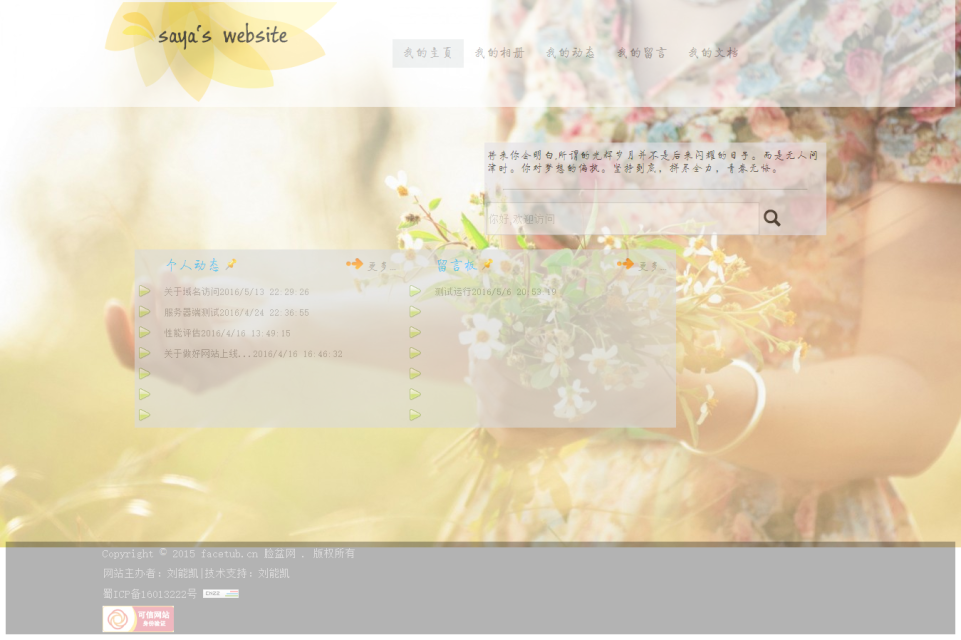 saya's website
我的主页 我的相册 我的动态 我的留言 我的文档
将来你会明白,所谓的光辉岁月并不是后来闪耀的日子。而是无人问
津时。你对梦想的偏执。坚持到底，拼尽全力，青春无悔。
你好,欢迎访问
个人动态 更多...
关于域名访问2016/5/13 22:29:26
服务器端测试2016/4/24 22:36:55
性能评估2016/4/16 13:49:15
关于做好网站上线...2016/4/16 16:46:32
留言板 更多...
测试运行2016/5/6 20:53:19
Copyright © 2015 facetub.cn 脸盆网 . 版权所有
网站主办者：刘能凯|技术支持：刘能凯
蜀ICP备16013222号
可信网站
身份验证